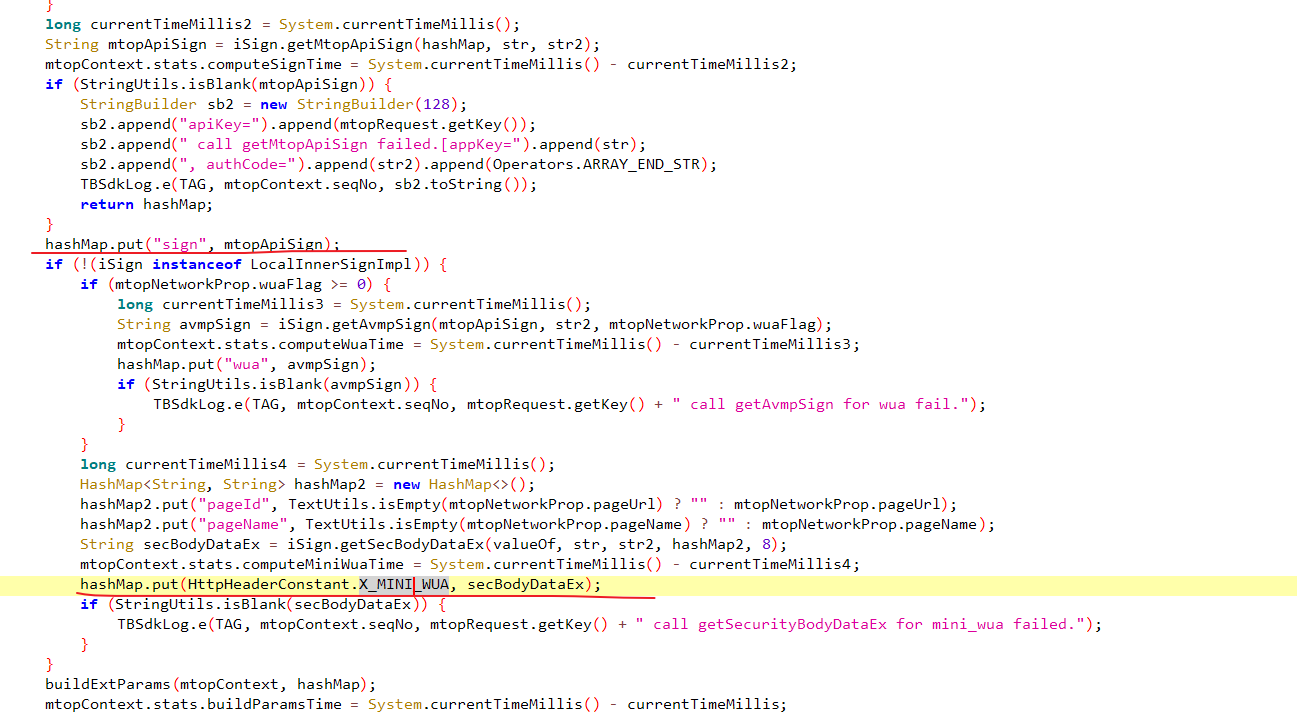 }
long currentTimeMillis2 = System.currentTimeMillis();
String mtopApiSign = iSign.getMtopApiSign(hashMap, str, str2);
mtopContext.stats.computeSignTime = System.currentTimeMillis() - currentTimeMillis2;
if (StringUtils.isBlank(mtopApiSign)) {
    StringBuilder sb2 = new StringBuilder(128);
    sb2.append("apiKey=").append(mtopRequest.getKey());
    sb2.append(" call getMtopApiSign failed.[appKey=").append(str);
    sb2.append(", authCode=").append(str2).append(Operators.ARRAY_END_STR);
    TBSdkLog.e(TAG, mtopContext.seqNo, sb2.toString());
    return hashMap;
}
hashMap.put("sign", mtopApiSign);
if (!(iSign instanceof LocalInnerSignImpl)) {
    if (mtopNetworkProp.wuaFlag >= 0) {
        long currentTimeMillis3 = System.currentTimeMillis();
        String avmpSign = iSign.getAvmpSign(mtopApiSign, str2, mtopNetworkProp.wuaFlag);
        mtopContext.stats.computeWuaTime = System.currentTimeMillis() - currentTimeMillis3;
        hashMap.put("wua", avmpSign);
        if (StringUtils.isBlank(avmpSign)) {
            TBSdkLog.e(TAG, mtopContext.seqNo, mtopRequest.getKey() + " call getAvmpSign for wua fail.");
        }
    }
    long currentTimeMillis4 = System.currentTimeMillis();
    HashMap<String, String> hashMap2 = new HashMap<>();
    hashMap2.put("pageId", TextUtils.isEmpty(mtopNetworkProp.pageUrl) ? "" : mtopNetworkProp.pageUrl);
    hashMap2.put("pageName", TextUtils.isEmpty(mtopNetworkProp.pageName) ? "" : mtopNetworkProp.pageName);
    String secBodyDataEx = iSign.getSecBodyDataEx(valueOf, str, str2, hashMap2, 8);
    mtopContext.stats.computeMiniWuaTime = System.currentTimeMillis() - currentTimeMillis4;
    hashMap.put(HttpHeaderConstant.X_MINI_WUA, secBodyDataEx);
    if (StringUtils.isBlank(secBodyDataEx)) {
        TBSdkLog.e(TAG, mtopContext.seqNo, mtopRequest.getKey() + " call getSecurityBodyDataEx for mini_wua failed.");
    }
}
buildExtParams(mtopContext, hashMap);
mtopContext.stats.buildParamsTime = System.currentTimeMillis() - currentTimeMillis;